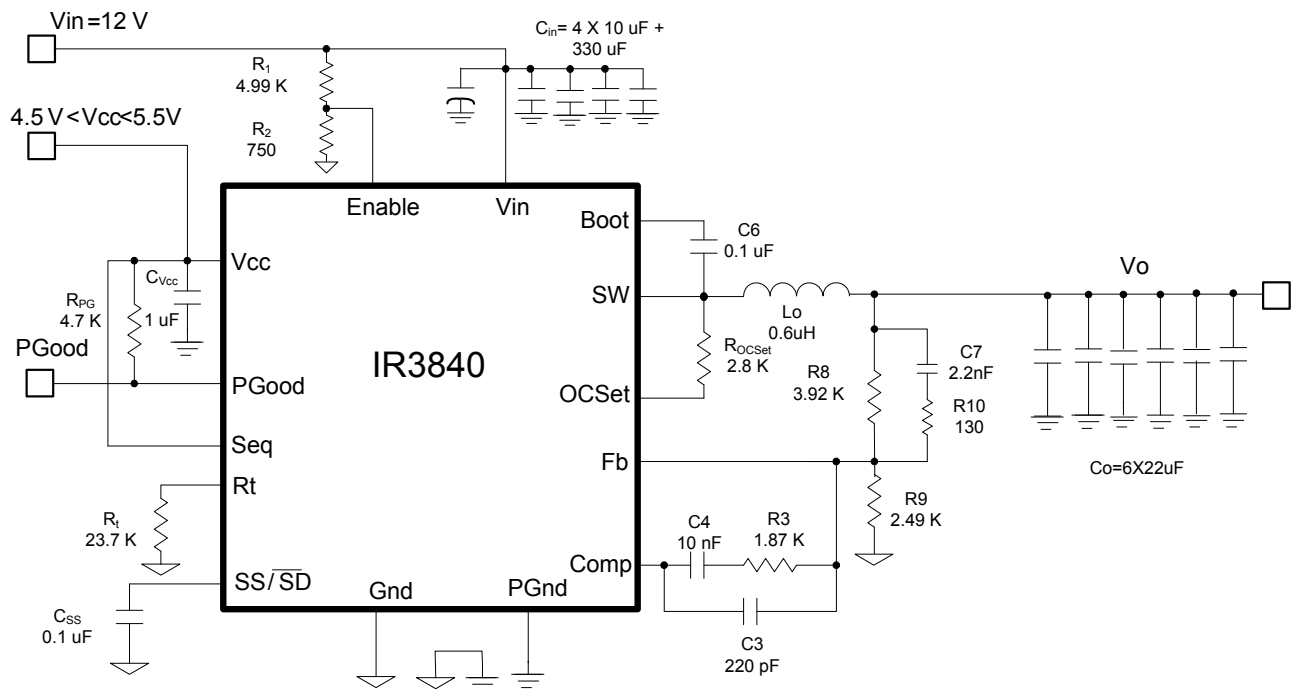 Vin =12 V
Cin= 4 X 10 uF +
330 uF
R1
4.99 K
4.5 V <Vcc<5.5V
R2
750
Enable
Vin
Boot
C6
0.1 uF
Vcc
CVcc
Vo
SW
RPG
4.7 K
1 uF
Lo
0.6uH
PGood
IR3840
ROCSet
2.8 K
C7
2.2nF
R8
3.92 K
PGood
OCSet
R10
130
Seq
Fb
Co=6X22uF
Rt
R9
2.49 K
Rt
23.7 K
C4
10 nF
R3
1.87 K
Comp
SS/SD
Gnd
PGnd
CSS
0.1 uF
C3
220 pF